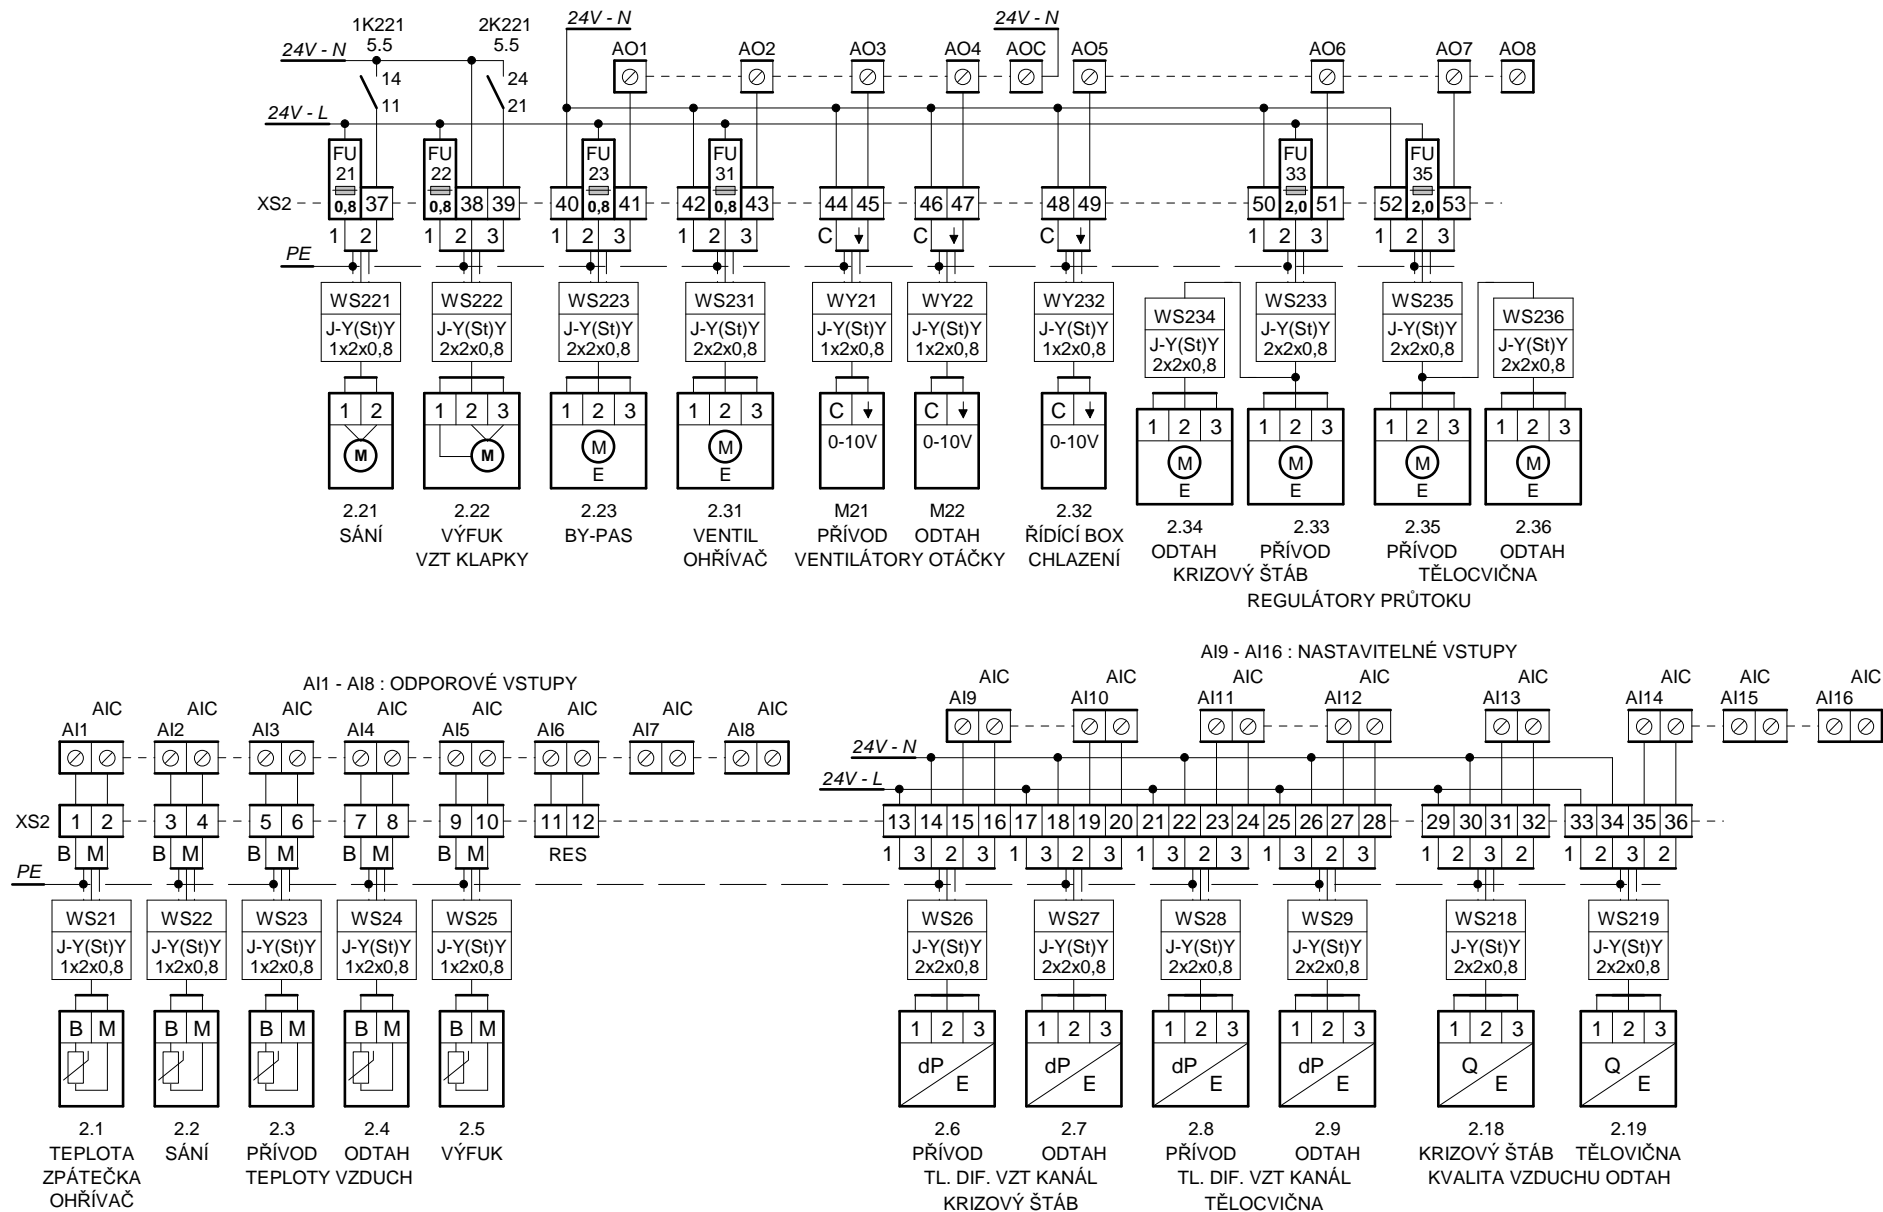 24V - N 24V - N
1K221 2K221
5.5 5.5
24V - N AO1 AO2 AO3 AO4 AOC AO5 AO6 AO7 AO8
14 24
11 21
24V - L
FU FU FU FU FU FU
21 22 23 31 33 35
XS2 0,8 37 0,8 38 39 40 0,8 41 42 0,8 43 44 45 46 47 48 49 50 2,0 51 52 2,0 53
1 2 1 2 3 1 2 3 1 2 3 C C C 1 2 3 1 2 3
PE
WS221 WS222 WS223 WS231 WY21 WY22 WY232 WS234 WS233 WS235 WS236
J-Y(St)Y J-Y(St)Y J-Y(St)Y J-Y(St)Y J-Y(St)Y J-Y(St)Y J-Y(St)Y J-Y(St)Y J-Y(St)Y J-Y(St)Y J-Y(St)Y
1x2x0,8 2x2x0,8 2x2x0,8 2x2x0,8 1x2x0,8 1x2x0,8 1x2x0,8 2x2x0,8 2x2x0,8 2x2x0,8 2x2x0,8
1 2 1 2 3 1 2 3 1 2 3 C C C 1 2 3 1 2 3 1 2 3 1 2 3
M M M M 0-10V 0-10V 0-10V M M M M
E E E E E E
2.21 2.22 2.23 2.31 M21 M22 2.32 2.34 2.33 2.35 2.36
SÁNÍ VÝFUK BY-PAS VENTIL PŘÍVOD ODTAH ŘÍDÍCÍ BOX ODTAH PŘÍVOD PŘÍVOD ODTAH
VZT KLAPKY OHŘÍVAČ VENTILÁTORY OTÁČKY CHLAZENÍ KRIZOVÝ ŠTÁB TĚLOCVIČNA
REGULÁTORY PRŮTOKU
AI9 - AI16 : NASTAVITELNÉ VSTUPY
AI1 - AI8 : ODPOROVÉ VSTUPY
AIC AIC AIC AIC AIC AIC AIC AIC AIC AIC AIC AIC AIC AIC AIC AIC
AI1 AI2 AI3 AI4 AI5 AI6 AI7 AI8 AI9 AI10 AI11 AI12 AI13 AI14 AI15 AI16
24V - N
24V - L
XS2 1 2 3 4 5 6 7 8 9 10 11 12 13 14 15 16 17 18 19 20 21 22 23 24 25 26 27 28 29 30 31 32 33 34 35 36
B M B M B M B M B M RES 1 3 2 3 1 3 2 3 1 3 2 3 1 3 2 3 1 2 3 2 1 2 3 2
PE
WS21 WS22 WS23 WS24 WS25 WS26 WS27 WS28 WS29 WS218 WS219
J-Y(St)Y J-Y(St)Y J-Y(St)Y J-Y(St)Y J-Y(St)Y J-Y(St)Y J-Y(St)Y J-Y(St)Y J-Y(St)Y J-Y(St)Y J-Y(St)Y
1x2x0,8 1x2x0,8 1x2x0,8 1x2x0,8 1x2x0,8 2x2x0,8 2x2x0,8 2x2x0,8 2x2x0,8 2x2x0,8 2x2x0,8
B M B M B M B M B M 1 2 3 1 2 3 1 2 3 1 2 3 1 2 3 1 2 3
dP dP dP dP Q Q
E E E E E E
2.1 2.2 2.3 2.4 2.5 2.6 2.7 2.8 2.9 2.18 2.19
TEPLOTA SÁNÍ PŘÍVOD ODTAH VÝFUK PŘÍVOD ODTAH PŘÍVOD ODTAH KRIZOVÝ ŠTÁB TĚLOVIČNA
ZPÁTEČKA TEPLOTY VZDUCH TL. DIF. VZT KANÁL TL. DIF. VZT KANÁL KVALITA VZDUCHU ODTAH
OHŘÍVAČ KRIZOVÝ ŠTÁB TĚLOCVIČNA